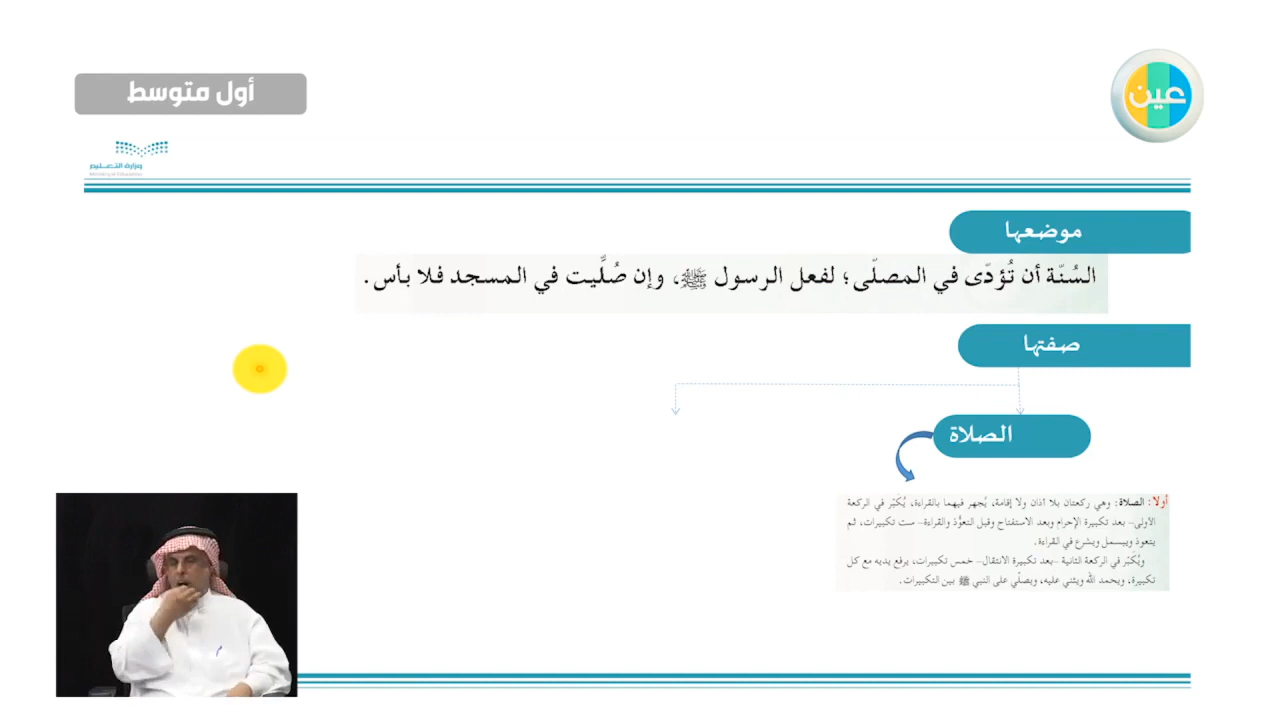 عين
أول متوسط
وزارة التعليم
Ministry of Education
موضعها
السُنّة أن تُؤدّى في المصلّى؛ لفعل الرسول ﷺ، وإن صُلِّيت في المسجد فلا بأس.
صفتها
الصلاة
أولًا: الصلاة: وهي ركعتان بلا أذان ولا إقامة، يُجهر فيهما بالقراءة، يُكبّر في الركعة
الأولى– بعد تكبيرة الإحرام وبعد الاستفتاح وقبل التعوُّذ والقراءة– ست تكبيرات، ثم
يتعوذ ويبسمل ويشرع في القراءة.
ويُكبّر في الركعة الثانية –بعد تكبيرة الانتقال– خمس تكبيرات، يرفع يديه مع كل
تكبيرة، ويحمد الله ويثني عليه، ويصلّي على النبي ﷺ بين التكبيرات.